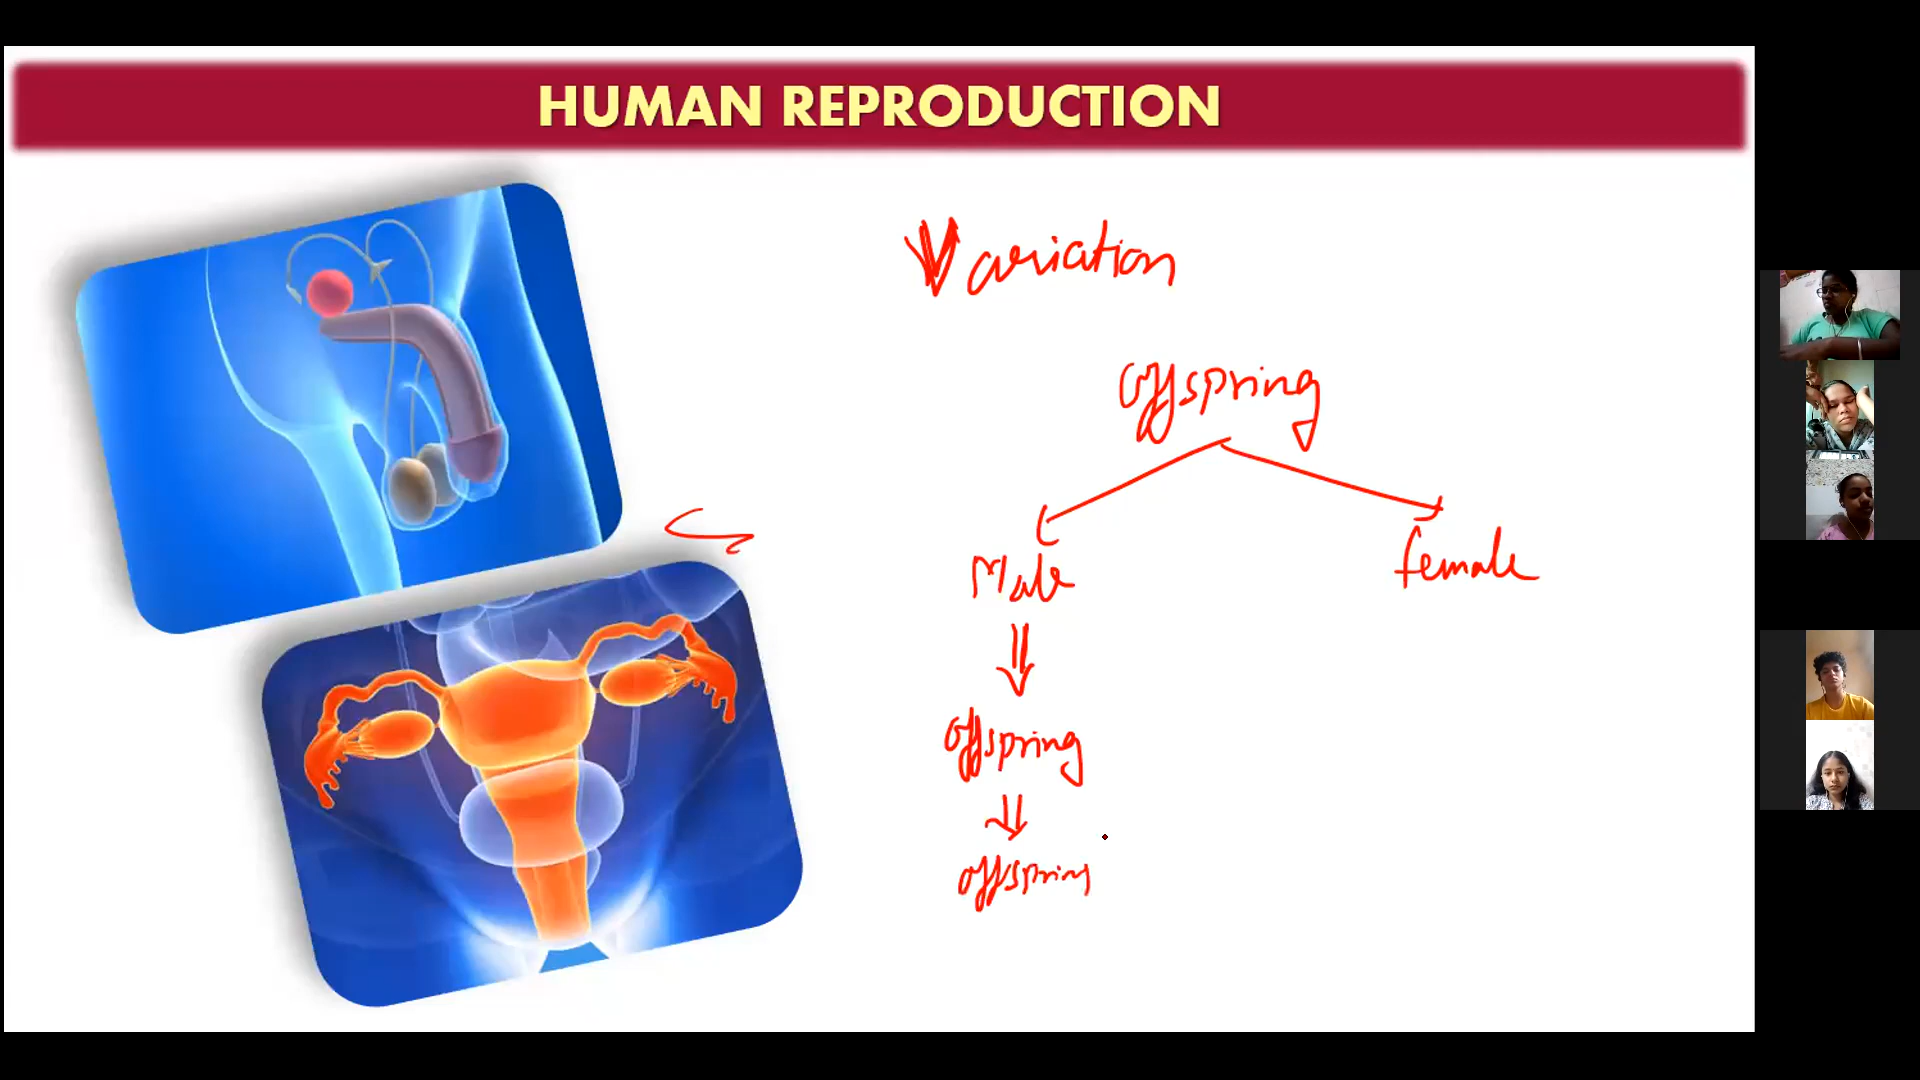 HUMAN REPRODUCTION
Variation
offspring
Male female
offspring
offspring